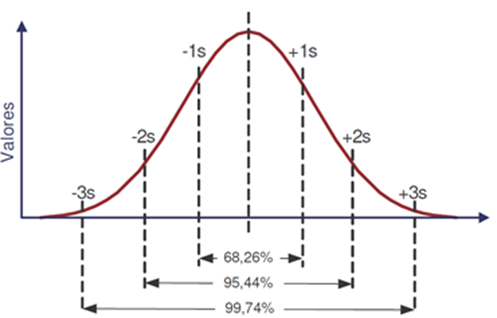 Valores
-1s
+1s
-2s
+2s
-3s
+3s
68,26%
95,44%
99,74%